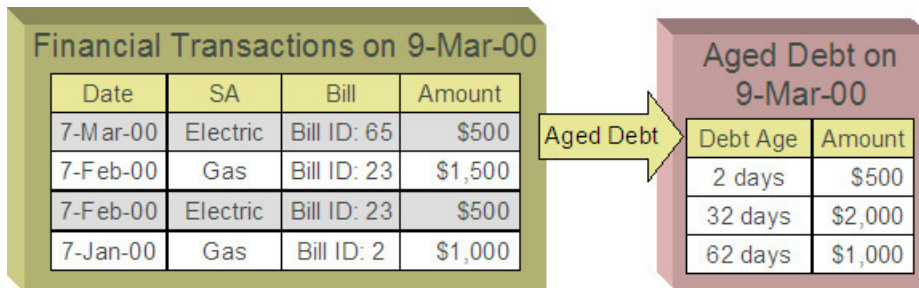 Financial Transactions on 9-Mar-00
Date SA Bill Amount
7-Mar-00 Electric Bill ID: 65 $500
7-Feb-00 Gas Bill ID: 23 $1,500
7-Feb-00 Electric Bill ID: 23 $500
7-Jan-00 Gas Bill ID: 2 $1,000
Aged Debt
Aged Debt on
9-Mar-00
Debt Age Amount
2 days $500
32 days $2,000
62 days $1,000